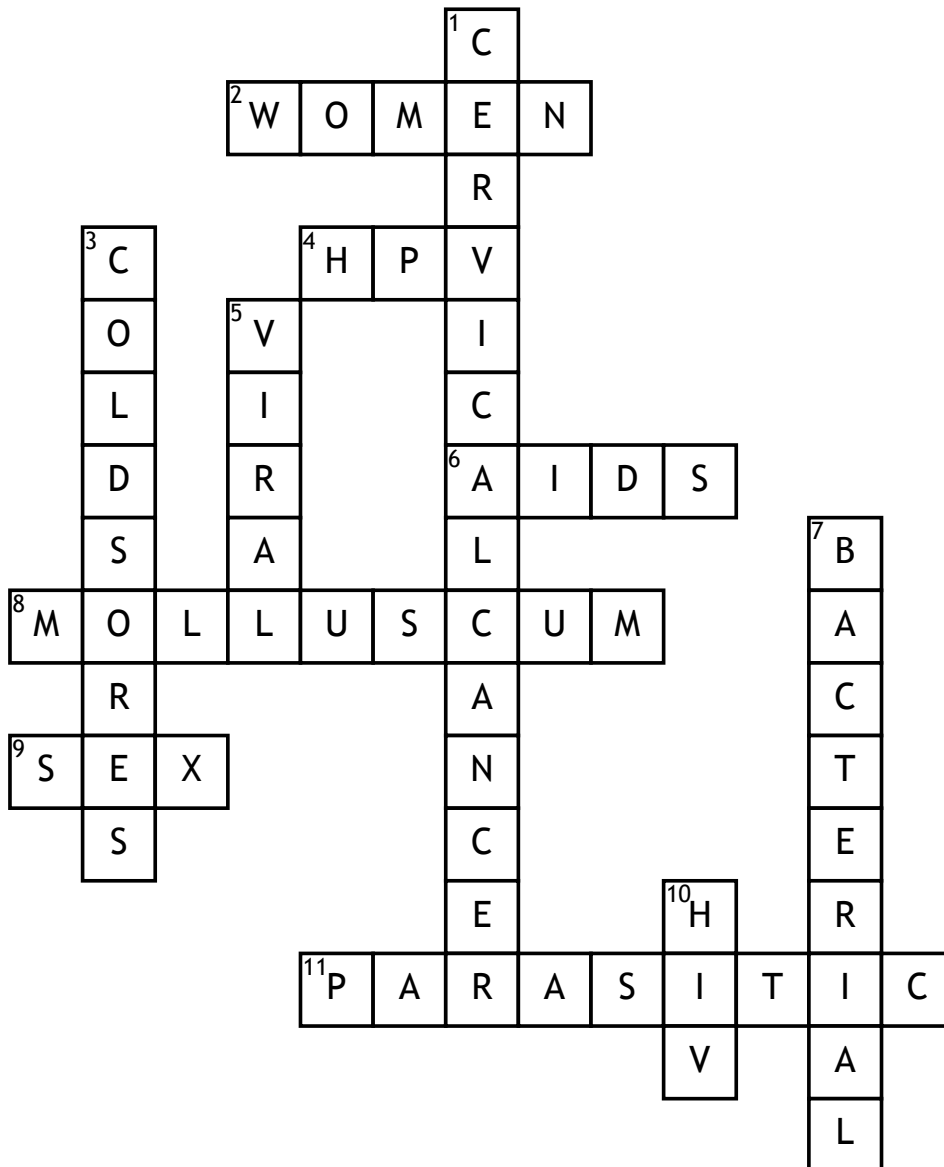 1 C
2 W O M E N
R
3 C 4 H P V
O 5 V I
L I C
D R 6 A I D S
S A L 7 B
8 M O L L U S C U M A
R A C
9 S E X N T
S C E
E 10 H R
11 P A R A S I T I C
V A
L